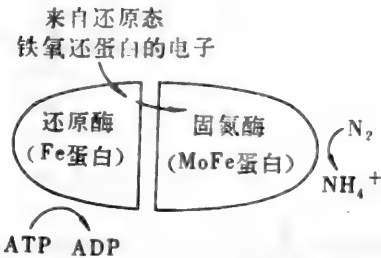 来自还原态
铁氧还蛋白的电子
还原酶
(Fe蛋白)
固氮酶
(MoFe蛋白)
N₂
NH₄+
ATP ADP